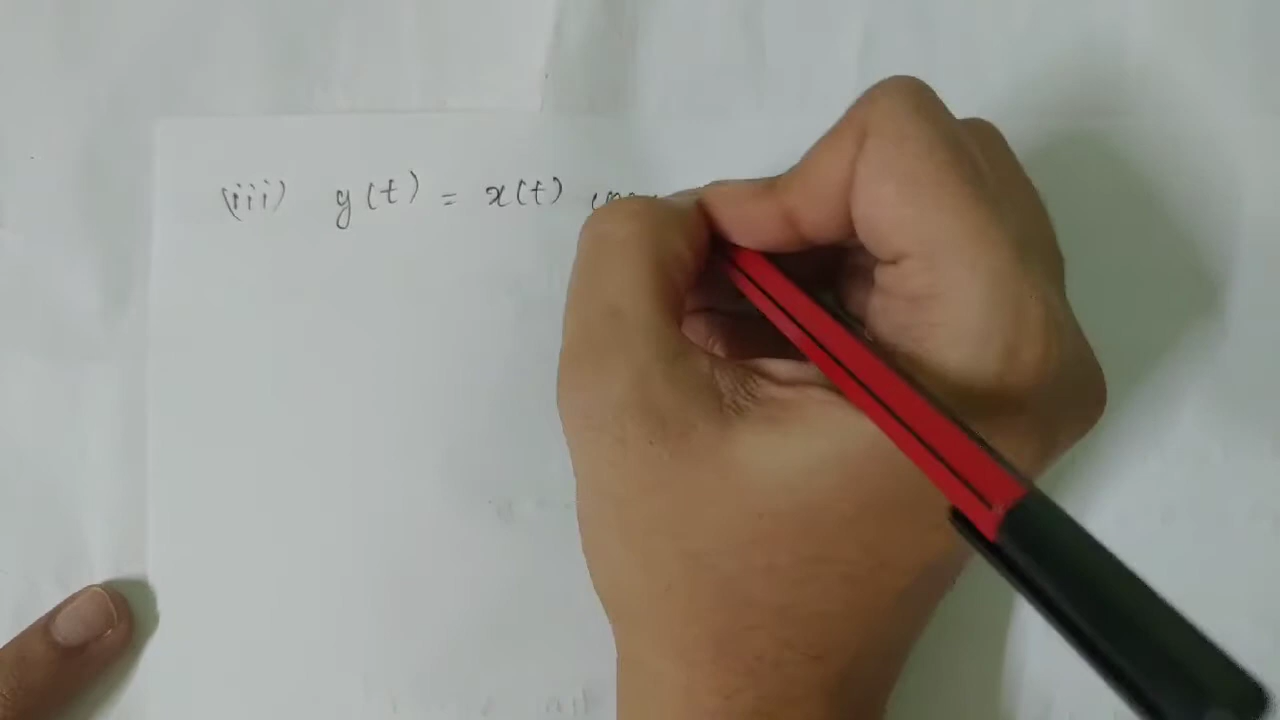 (iii) y(t) = x(t)